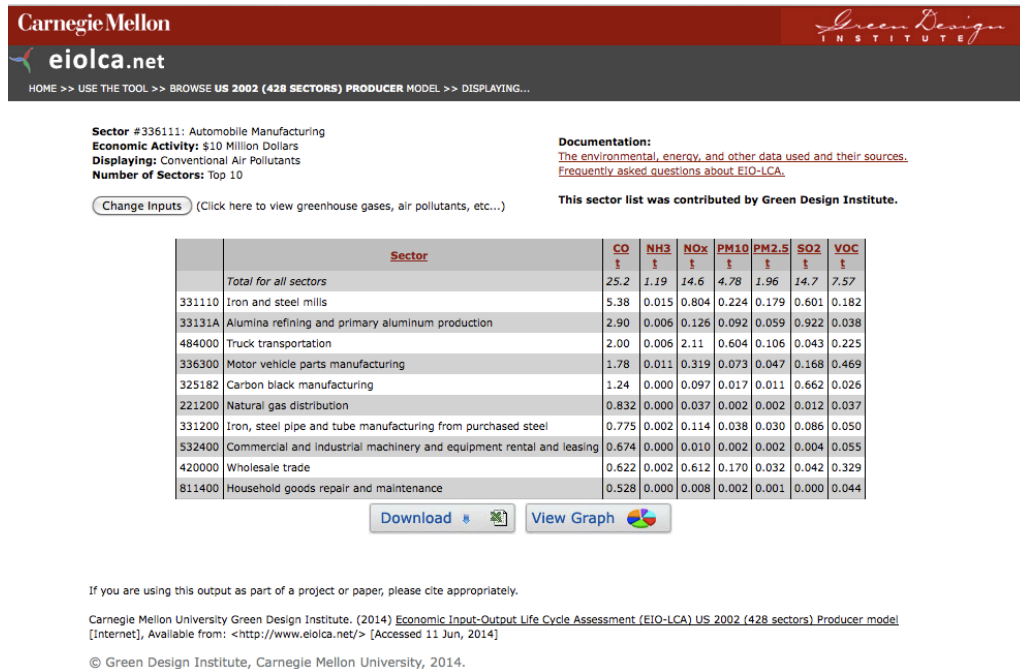 Carnegie Mellon
Green Design
INSTITUTE
eiolca.net
HOME >> USE THE TOOL >> BROWSE US 2002 (428 SECTORS) PRODUCER MODEL >> DISPLAYING...
Sector #336111: Automobile Manufacturing
Economic Activity: $10 Million Dollars
Displaying: Conventional Air Pollutants
Number of Sectors: Top 10
Documentation:
The environmental, energy, and other data used and their sources.
Frequently asked questions about EIO-LCA.
Change Inputs (Click here to view greenhouse gases, air pollutants, etc...)
This sector list was contributed by Green Design Institute.
Sector CO t NH3 t NOx t PM10 t PM2.5 t SO2 t VOC t
Total for all sectors 25.2 1.19 14.6 4.78 1.96 14.7 7.57
331110 Iron and steel mills 5.38 0.015 0.804 0.224 0.179 0.601 0.182
33131A Alumina refining and primary aluminum production 2.90 0.006 0.126 0.092 0.059 0.922 0.038
484000 Truck transportation 2.00 0.006 2.11 0.604 0.106 0.043 0.225
336300 Motor vehicle parts manufacturing 1.78 0.011 0.319 0.073 0.047 0.168 0.469
325182 Carbon black manufacturing 1.24 0.000 0.097 0.017 0.011 0.662 0.026
221200 Natural gas distribution 0.832 0.000 0.037 0.002 0.002 0.012 0.037
331200 Iron, steel pipe and tube manufacturing from purchased steel 0.775 0.002 0.114 0.038 0.030 0.086 0.050
532400 Commercial and industrial machinery and equipment rental and leasing 0.674 0.000 0.010 0.002 0.002 0.004 0.055
420000 Wholesale trade 0.622 0.002 0.612 0.170 0.032 0.042 0.329
811400 Household goods repair and maintenance 0.528 0.000 0.008 0.002 0.001 0.000 0.044
Download View Graph
If you are using this output as part of a project or paper, please cite appropriately.
Carnegie Mellon University Green Design Institute. (2014) Economic Input-Output Life Cycle Assessment (EIO-LCA) US 2002 (428 sectors) Producer model
[Internet], Available from: <http://www.eiolca.net/> [Accessed 11 Jun, 2014]
© Green Design Institute, Carnegie Mellon University, 2014.